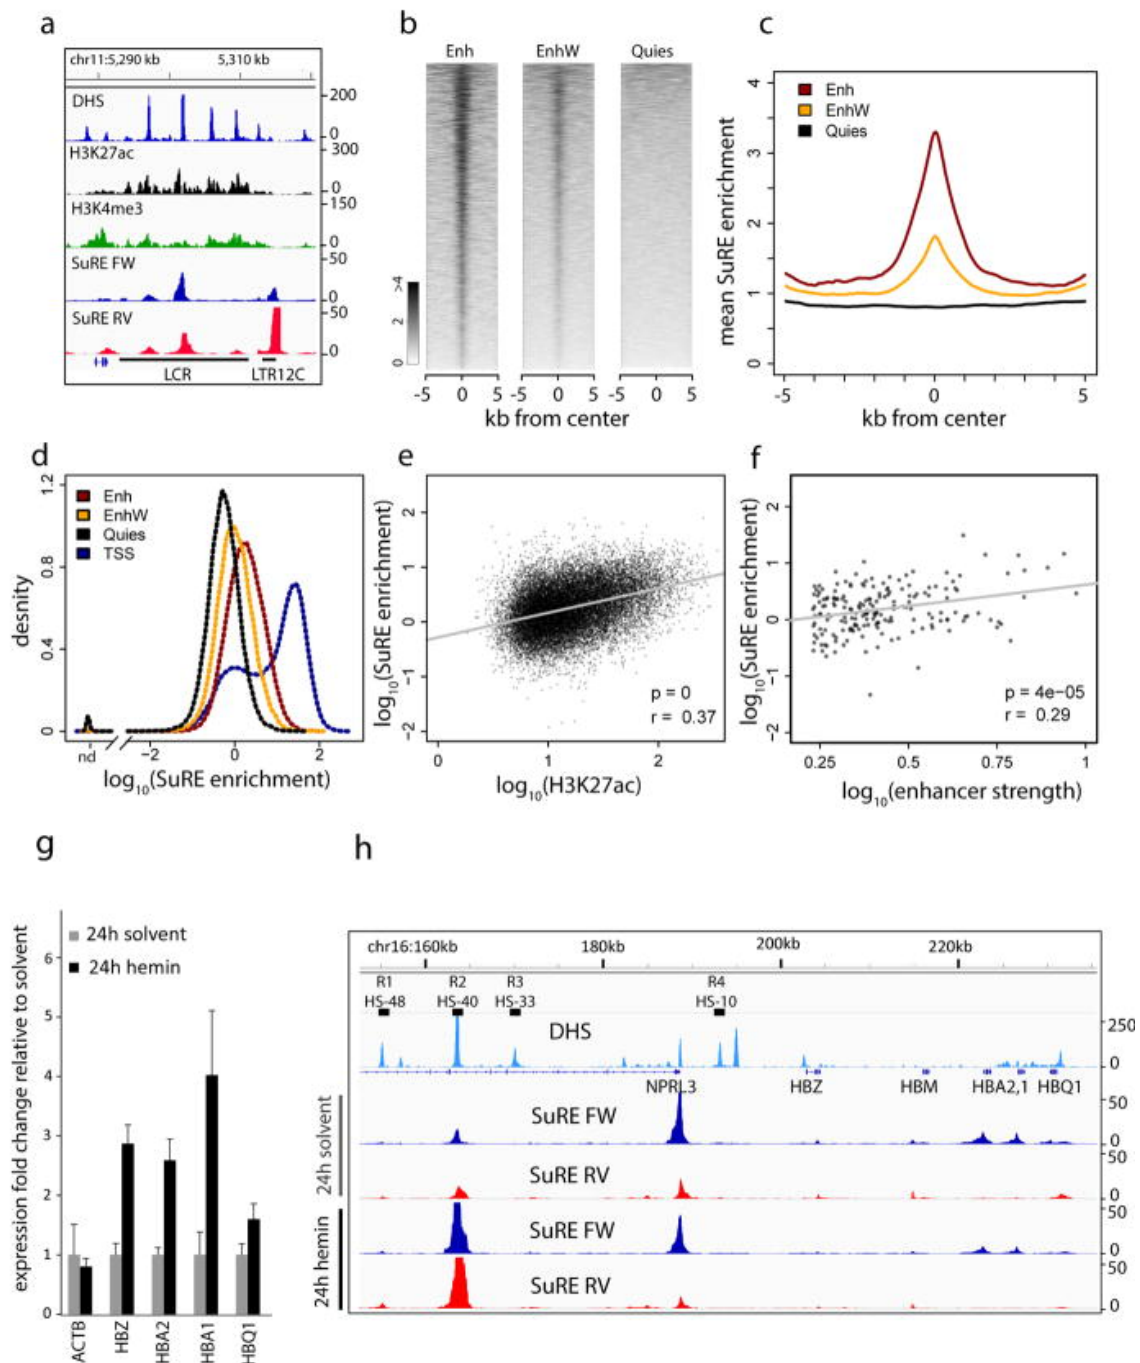 a
chr11:5,290 kb 5,310 kb
DHS 200
0
H3K27ac 300
0
H3K4me3 150
0
SuRE FW 50
0
SuRE RV 50
0
LCR LTR12C
b
Enh EnhW Quies
>4
2
0
-5 0 5 -5 0 5 -5 0 5
kb from center
c
Enh
EnhW
Quies
mean SuRE enrichment
4
3
2
1
0
-5 0 5
kb from center
d
Enh
EnhW
Quies
TSS
desnity
1.2
0.8
0.4
0
nd -2 0 2
log10(SuRE enrichment)
e
log10(SuRE enrichment)
2
1
0
-1
-2
p = 0
r = 0.37
0 1 2
log10(H3K27ac)
f
log10(SuRE enrichment)
2
1
0
-1
-2
p = 4e-05
r = 0.29
0.25 0.50 0.75 1
log10(enhancer strength)
g
24h solvent
24h hemin
expression fold change relative to solvent
6
5
4
3
2
1
0
ACTB HBZ HBA2 HBA1 HBQ1
h
chr16:160kb 180kb 200kb 220kb
R1 R2 R3 R4
HS-48 HS-40 HS-33 HS-10
DHS 250
0
NPRL3 HBZ HBM HBA2,1 HBQ1
24h solvent
SuRE FW 50
0
SuRE RV 50
0
24h hemin
SuRE FW 50
0
SuRE RV 50
0